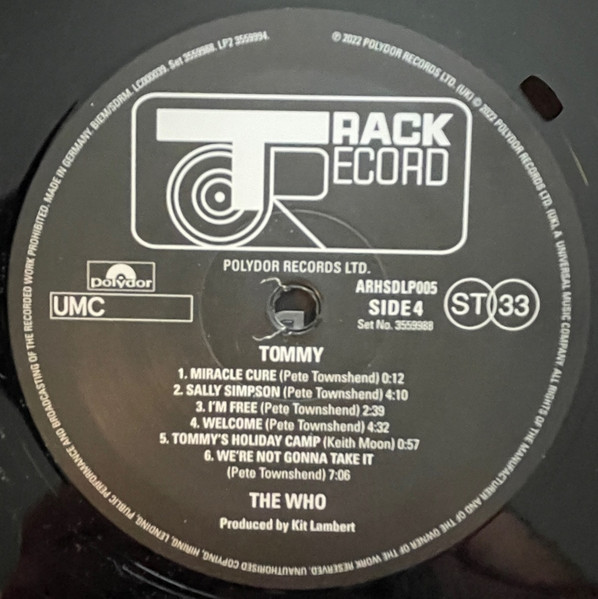 MADE IN GERMANY. BIEM/SDRM. LC000039. Set 3559988. LP2 3559994.
℗ 2022 POLYDOR RECORDS LTD. (UK) © 2022 POLYDOR RECORDS LTD. (UK), A UNIVERSAL MUSIC COMPANY. ALL RIGHTS OF THE MANUFACTURER AND OF THE OWNER OF THE WORK RESERVED. UNAUTHORISED COPYING, HIRING, LENDING, PUBLIC PERFORMANCE AND BROADCASTING OF THE RECORDED WORK PROHIBITED.
TRACK
RECORD
POLYDOR RECORDS LTD.
polydor
UMC
ARHSDLP005
SIDE 4
Set No. 3559988
ST 33
TOMMY
1. MIRACLE CURE (Pete Townshend) 0:12
2. SALLY SIMPSON (Pete Townshend) 4:10
3. I'M FREE (Pete Townshend) 2:39
4. WELCOME (Pete Townshend) 4:32
5. TOMMY'S HOLIDAY CAMP (Keith Moon) 0:57
6. WE'RE NOT GONNA TAKE IT
(Pete Townshend) 7:06
THE WHO
Produced by Kit Lambert